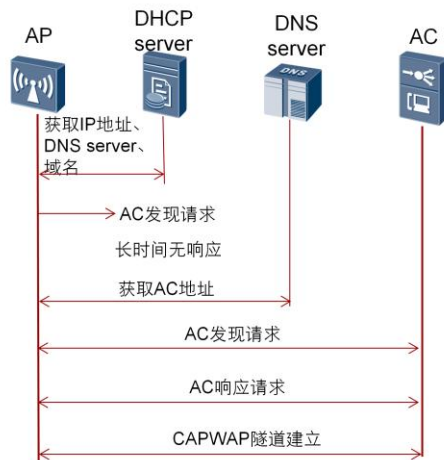 AP
DHCP
server
DNS
server
AC
DNS
获取IP地址、
DNS server、
域名
AC发现请求
长时间无响应
获取AC地址
AC发现请求
AC响应请求
CAPWAP隧道建立